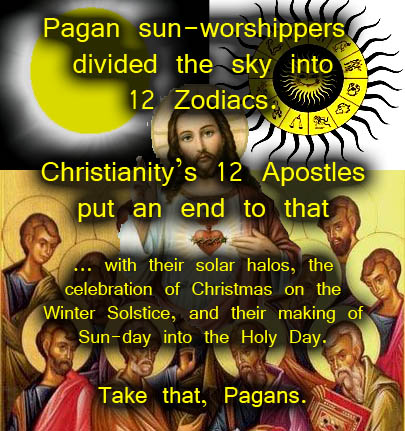 Pagan sun-worshippers
divided the sky into
12 Zodiacs.
Christianity's 12 Apostles
put an end to that
... with their solar halos, the
celebration of Christmas on the
Winter Solstice, and their making of
Sun-day into the Holy Day.
Take that, Pagans.